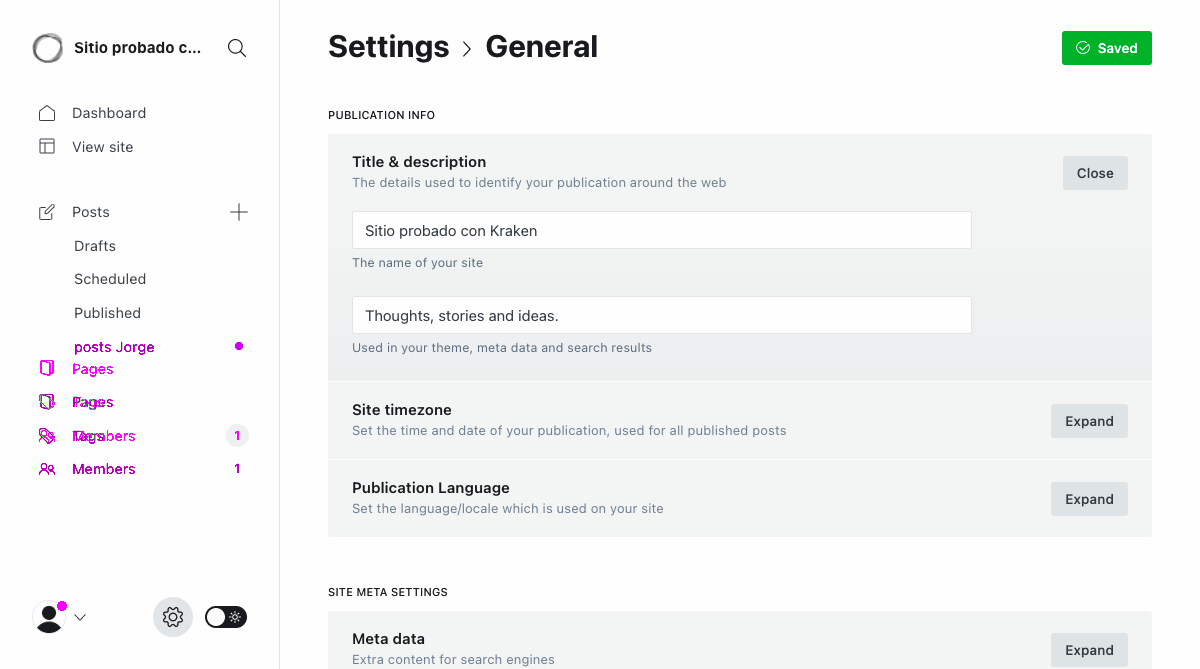 Sitio probado c...
Dashboard
View site
Posts
Drafts
Scheduled
Published
posts Jorge
Pages
Pages
Tags
Members
1
Members
1
Settings > General
Saved
PUBLICATION INFO
Title & description
The details used to identify your publication around the web
Close
Sitio probado con Kraken
The name of your site
Thoughts, stories and ideas.
Used in your theme, meta data and search results
Site timezone
Set the time and date of your publication, used for all published posts
Expand
Publication Language
Set the language/locale which is used on your site
Expand
SITE META SETTINGS
Meta data
Extra content for search engines
Expand